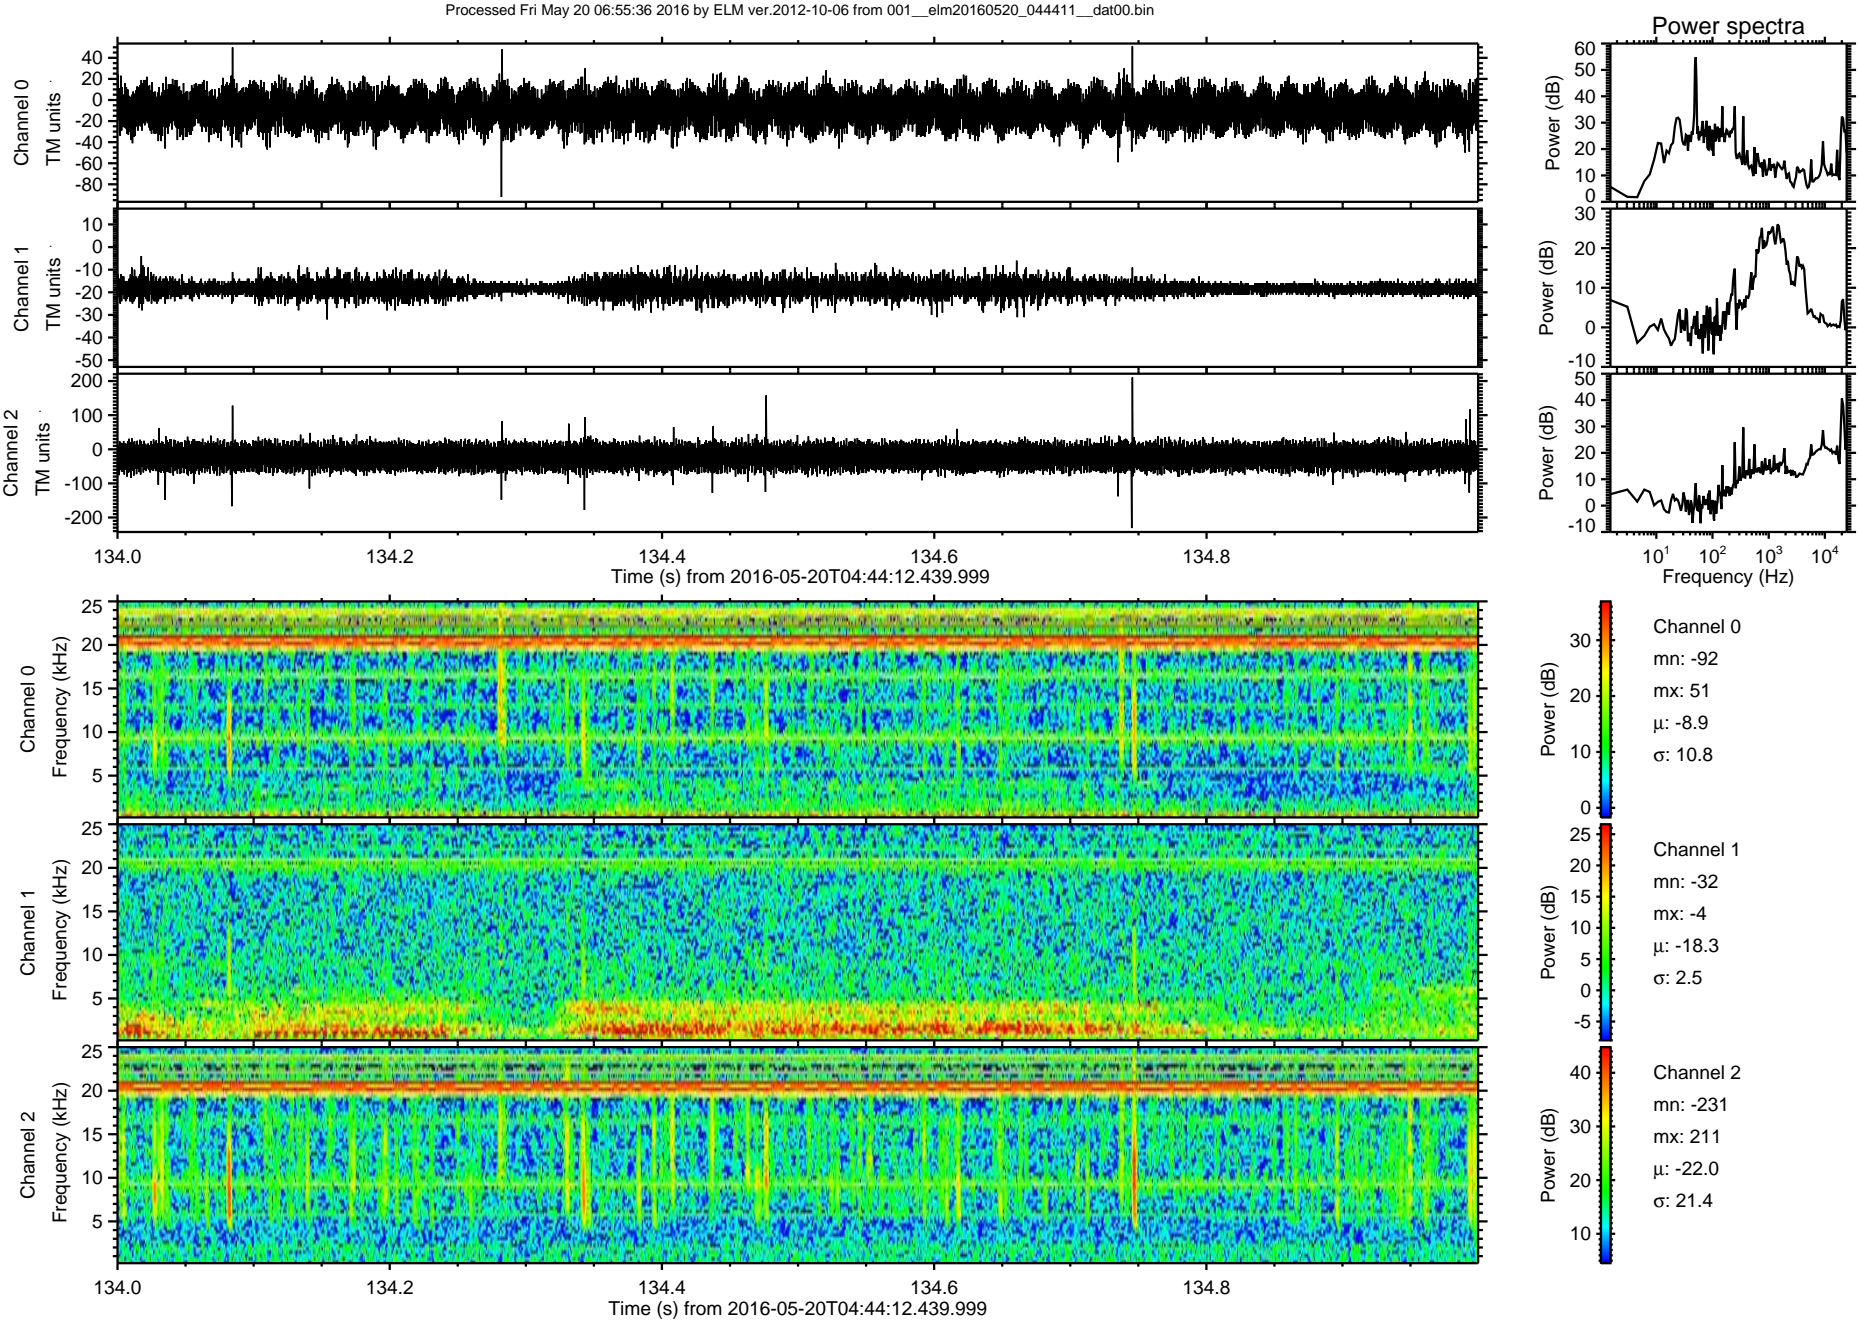 Processed Fri May 20 06:55:36 2016 by ELM ver.2012-10-06 from 001__elm20160520_044411__dat00.bin
Power spectra
Channel 0
TM units
40
20
0
-20
-40
-60
-80
Power (dB)
60
50
40
30
20
10
0
Channel 1
TM units
10
0
-10
-20
-30
-40
-50
Power (dB)
30
20
10
0
-10
Channel 2
TM units
200
100
0
-100
-200
Power (dB)
50
40
30
20
10
0
-10
134.0 134.2 134.4 134.6 134.8
Time (s) from 2016-05-20T04:44:12.439.999
10^1 10^2 10^3 10^4
Frequency (Hz)
Channel 0
Frequency (kHz)
25
20
15
10
5
Power (dB)
30
20
10
0
Channel 0
mn: -92
mx: 51
μ: -8.9
σ: 10.8
Channel 1
Frequency (kHz)
25
20
15
10
5
Power (dB)
25
20
15
10
5
0
-5
Channel 1
mn: -32
mx: -4
μ: -18.3
σ: 2.5
Channel 2
Frequency (kHz)
25
20
15
10
5
Power (dB)
40
30
20
10
Channel 2
mn: -231
mx: 211
μ: -22.0
σ: 21.4
134.0 134.2 134.4 134.6 134.8
Time (s) from 2016-05-20T04:44:12.439.999